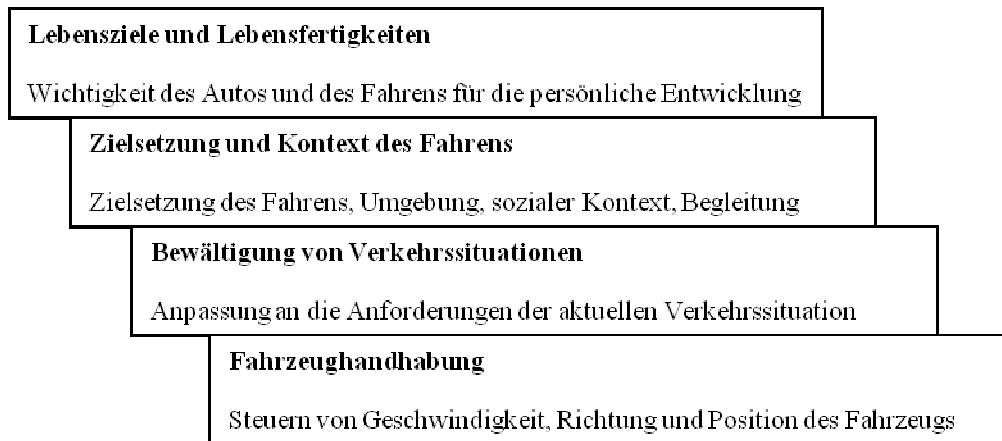 Lebensziele und Lebensfertigkeiten
Wichtigkeit des Autos und des Fahrens für die persönliche Entwicklung
Zielsetzung und Kontext des Fahrens
Zielsetzung des Fahrens, Umgebung, sozialer Kontext, Begleitung
Bewältigung von Verkehrssituationen
Anpassung an die Anforderungen der aktuellen Verkehrssituation
Fahrzeughandhabung
Steuern von Geschwindigkeit, Richtung und Position des Fahrzeugs